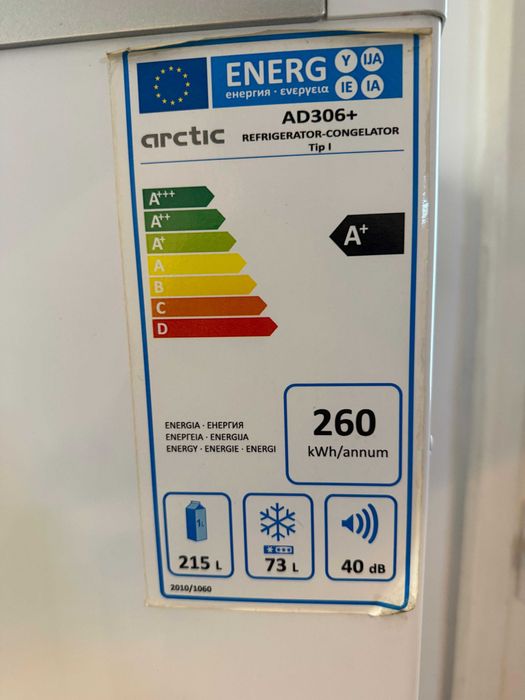 ENERG Y IJA
енергия · ενεργεια IE IA
arctic
AD306+
REFRIGERATOR-CONGELATOR
Tip I
A+++
A++
A+
A
B
C
D
A+
ENERGIA · ЕНЕРГИЯ
ΕΝΕΡΓΕΙΑ · ENERGIJA
ENERGY · ENERGIE · ENERGI
260
kWh/annum
1L
215 L
73 L
40 dB
2010/1060